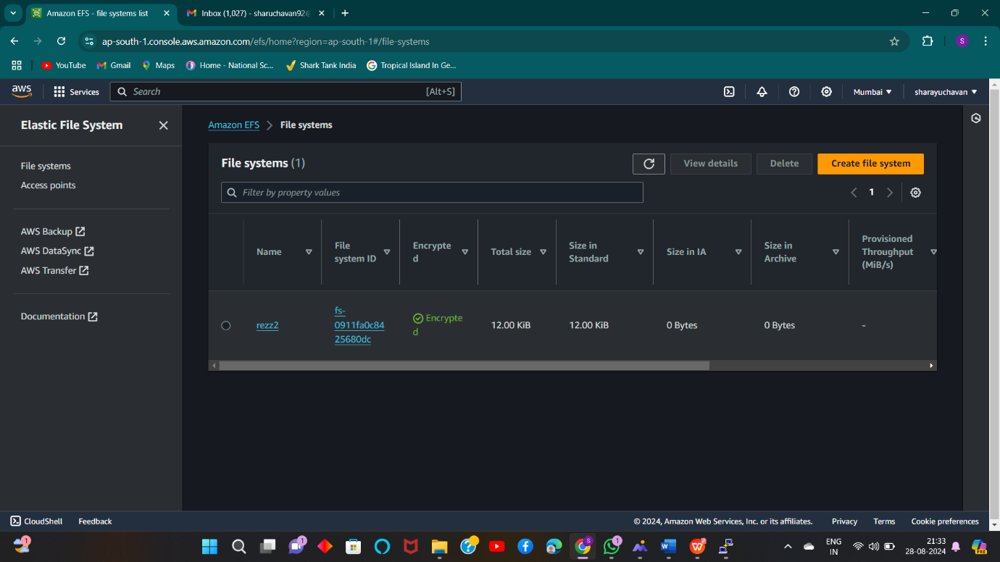 Amazon EFS - file systems list
Inbox (1,027) - sharuchavan92@
ap-south-1.console.aws.amazon.com/efs/home?region=ap-south-1#/file-systems
S
YouTube
Gmail
Maps
Home - National Sc...
Shark Tank India
Tropical Island In Ge...
aws
Services
Search
[Alt+S]
Mumbai
sharayuchavan
Elastic File System
File systems
Access points
AWS Backup
AWS DataSync
AWS Transfer
Documentation
Amazon EFS
File systems
File systems (1)
View details
Delete
Create file system
Filter by property values
1
Name
File
system ID
Encrypte
d
Total size
Size in
Standard
Size in IA
Size in
Archive
Provisioned
Throughput
(MiB/s)
rezz2
fs-
0911fa0c84
25680dc
Encrypte
d
12.00 KiB
12.00 KiB
0 Bytes
0 Bytes
-
CloudShell
Feedback
© 2024, Amazon Web Services, Inc. or its affiliates.
Privacy
Terms
Cookie preferences
1
1
S
1
ENG
IN
21:33
28-08-2024
PRE